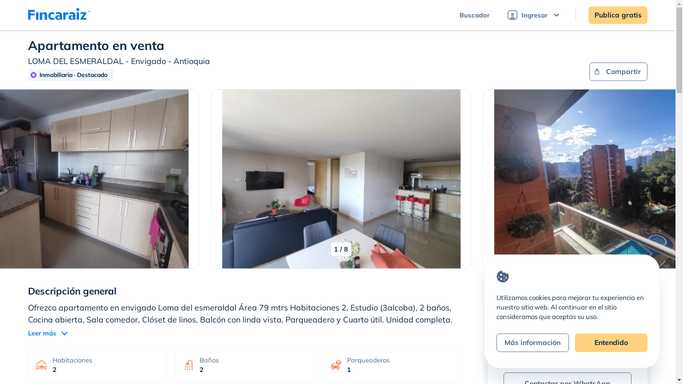 Fincaraiz
Buscador
Ingresar
Publica gratis
Apartamento en venta
LOMA DEL ESMERALDAL - Envigado - Antioquia
Inmobiliaria · Destacado
Compartir
1 / 8
Descripción general
Ofrezco apartamento en envigado Loma del esmeraldal Área 79 mtrs Habitaciones 2, Estudio (3alcoba), 2 baños,
Cocina abierta, Sala comedor, Clóset de linos, Balcón con linda vista, Parqueadero y Cuarto útil. Unidad completa.
Leer más
Habitaciones
2
Baños
2
Parqueaderos
1
Utilizamos cookies para mejorar tu experiencia en
nuestro sitio web. Al continuar en el sitio
consideramos que aceptas su uso.
Más información
Entendido
Contactar por WhatsApp